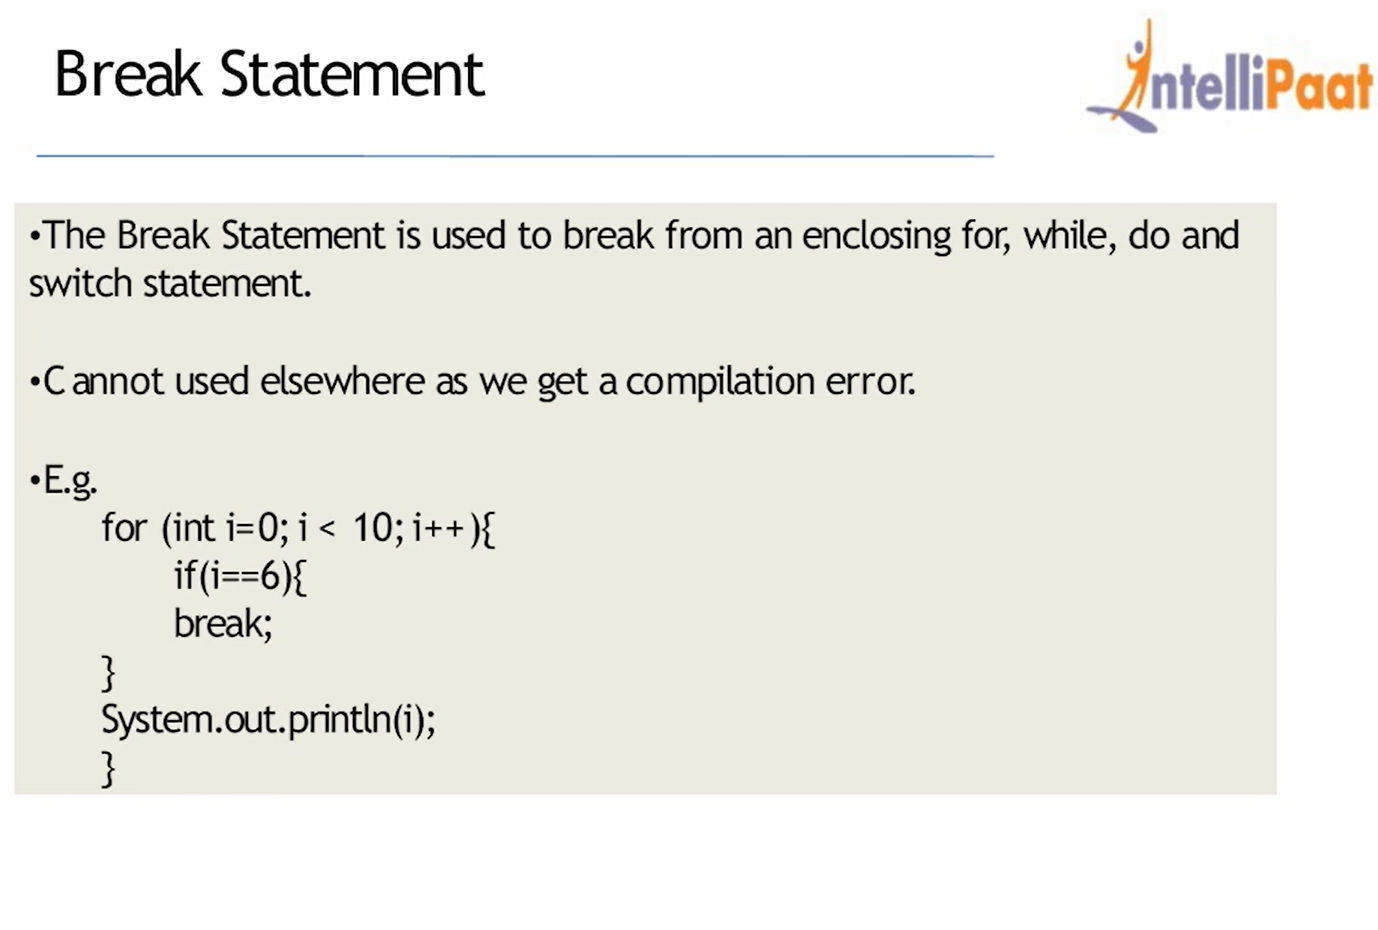 Break Statement
IntelliPaat
•The Break Statement is used to break from an enclosing for, while, do and
switch statement.
•Cannot used elsewhere as we get a compilation error.
•E.g.
for (int i=0; i < 10; i++){
if(i==6){
break;
}
System.out.println(i);
}